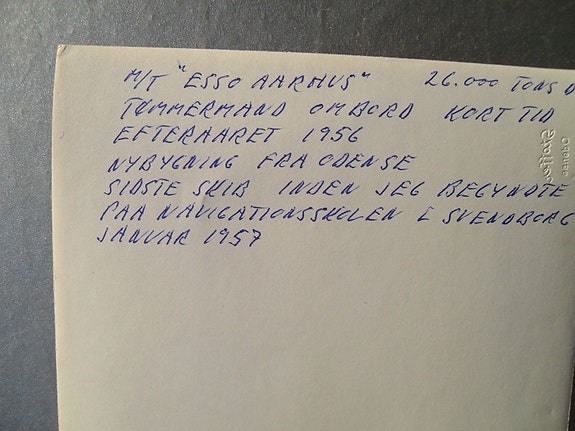 M/T "ESSO AARHUS" 26.000 TONS D
TØMMERMAND OMBORD KORT TID
EFTERAARET 1956
NYBYGNING FRA ODENSE
SIDSTE SKIB INDEN JEG BEGYNDTE
PAA NAVIGATIONSSKOLEN I SVENDBORG
JANUAR 1957